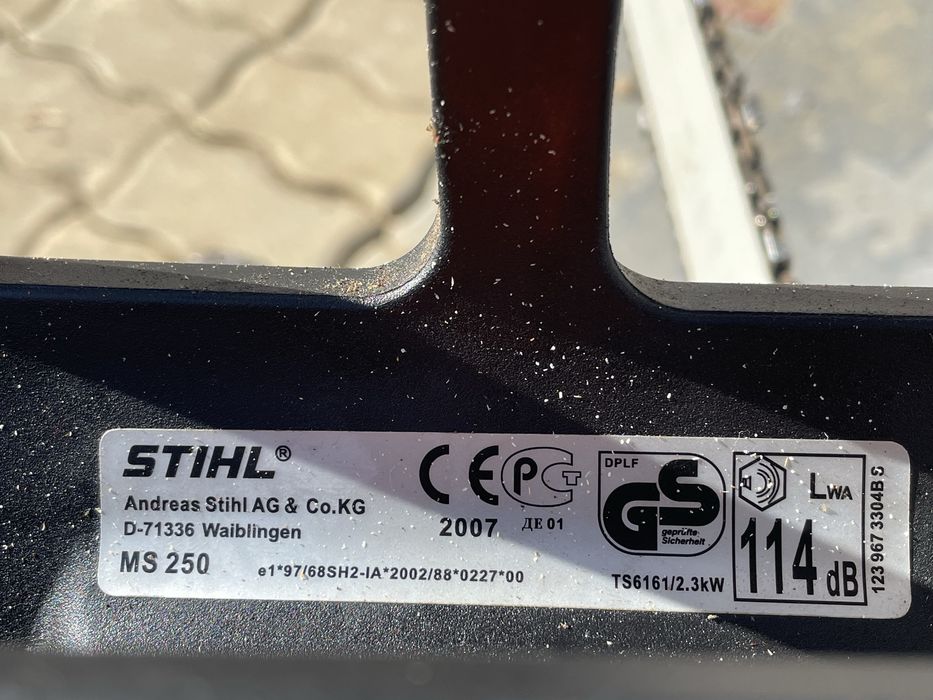 STIHL®
Andreas Stihl AG & Co.KG
D-71336 Waiblingen
MS 250
e1*97/68SH2-IA*2002/88*0227*00
CE
2007
РСТ
ДЕ 01
DPLF
GS
geprüfte
Sicherheit
TS6161/2.3kW
LWA
114 dB
123 967 3304B